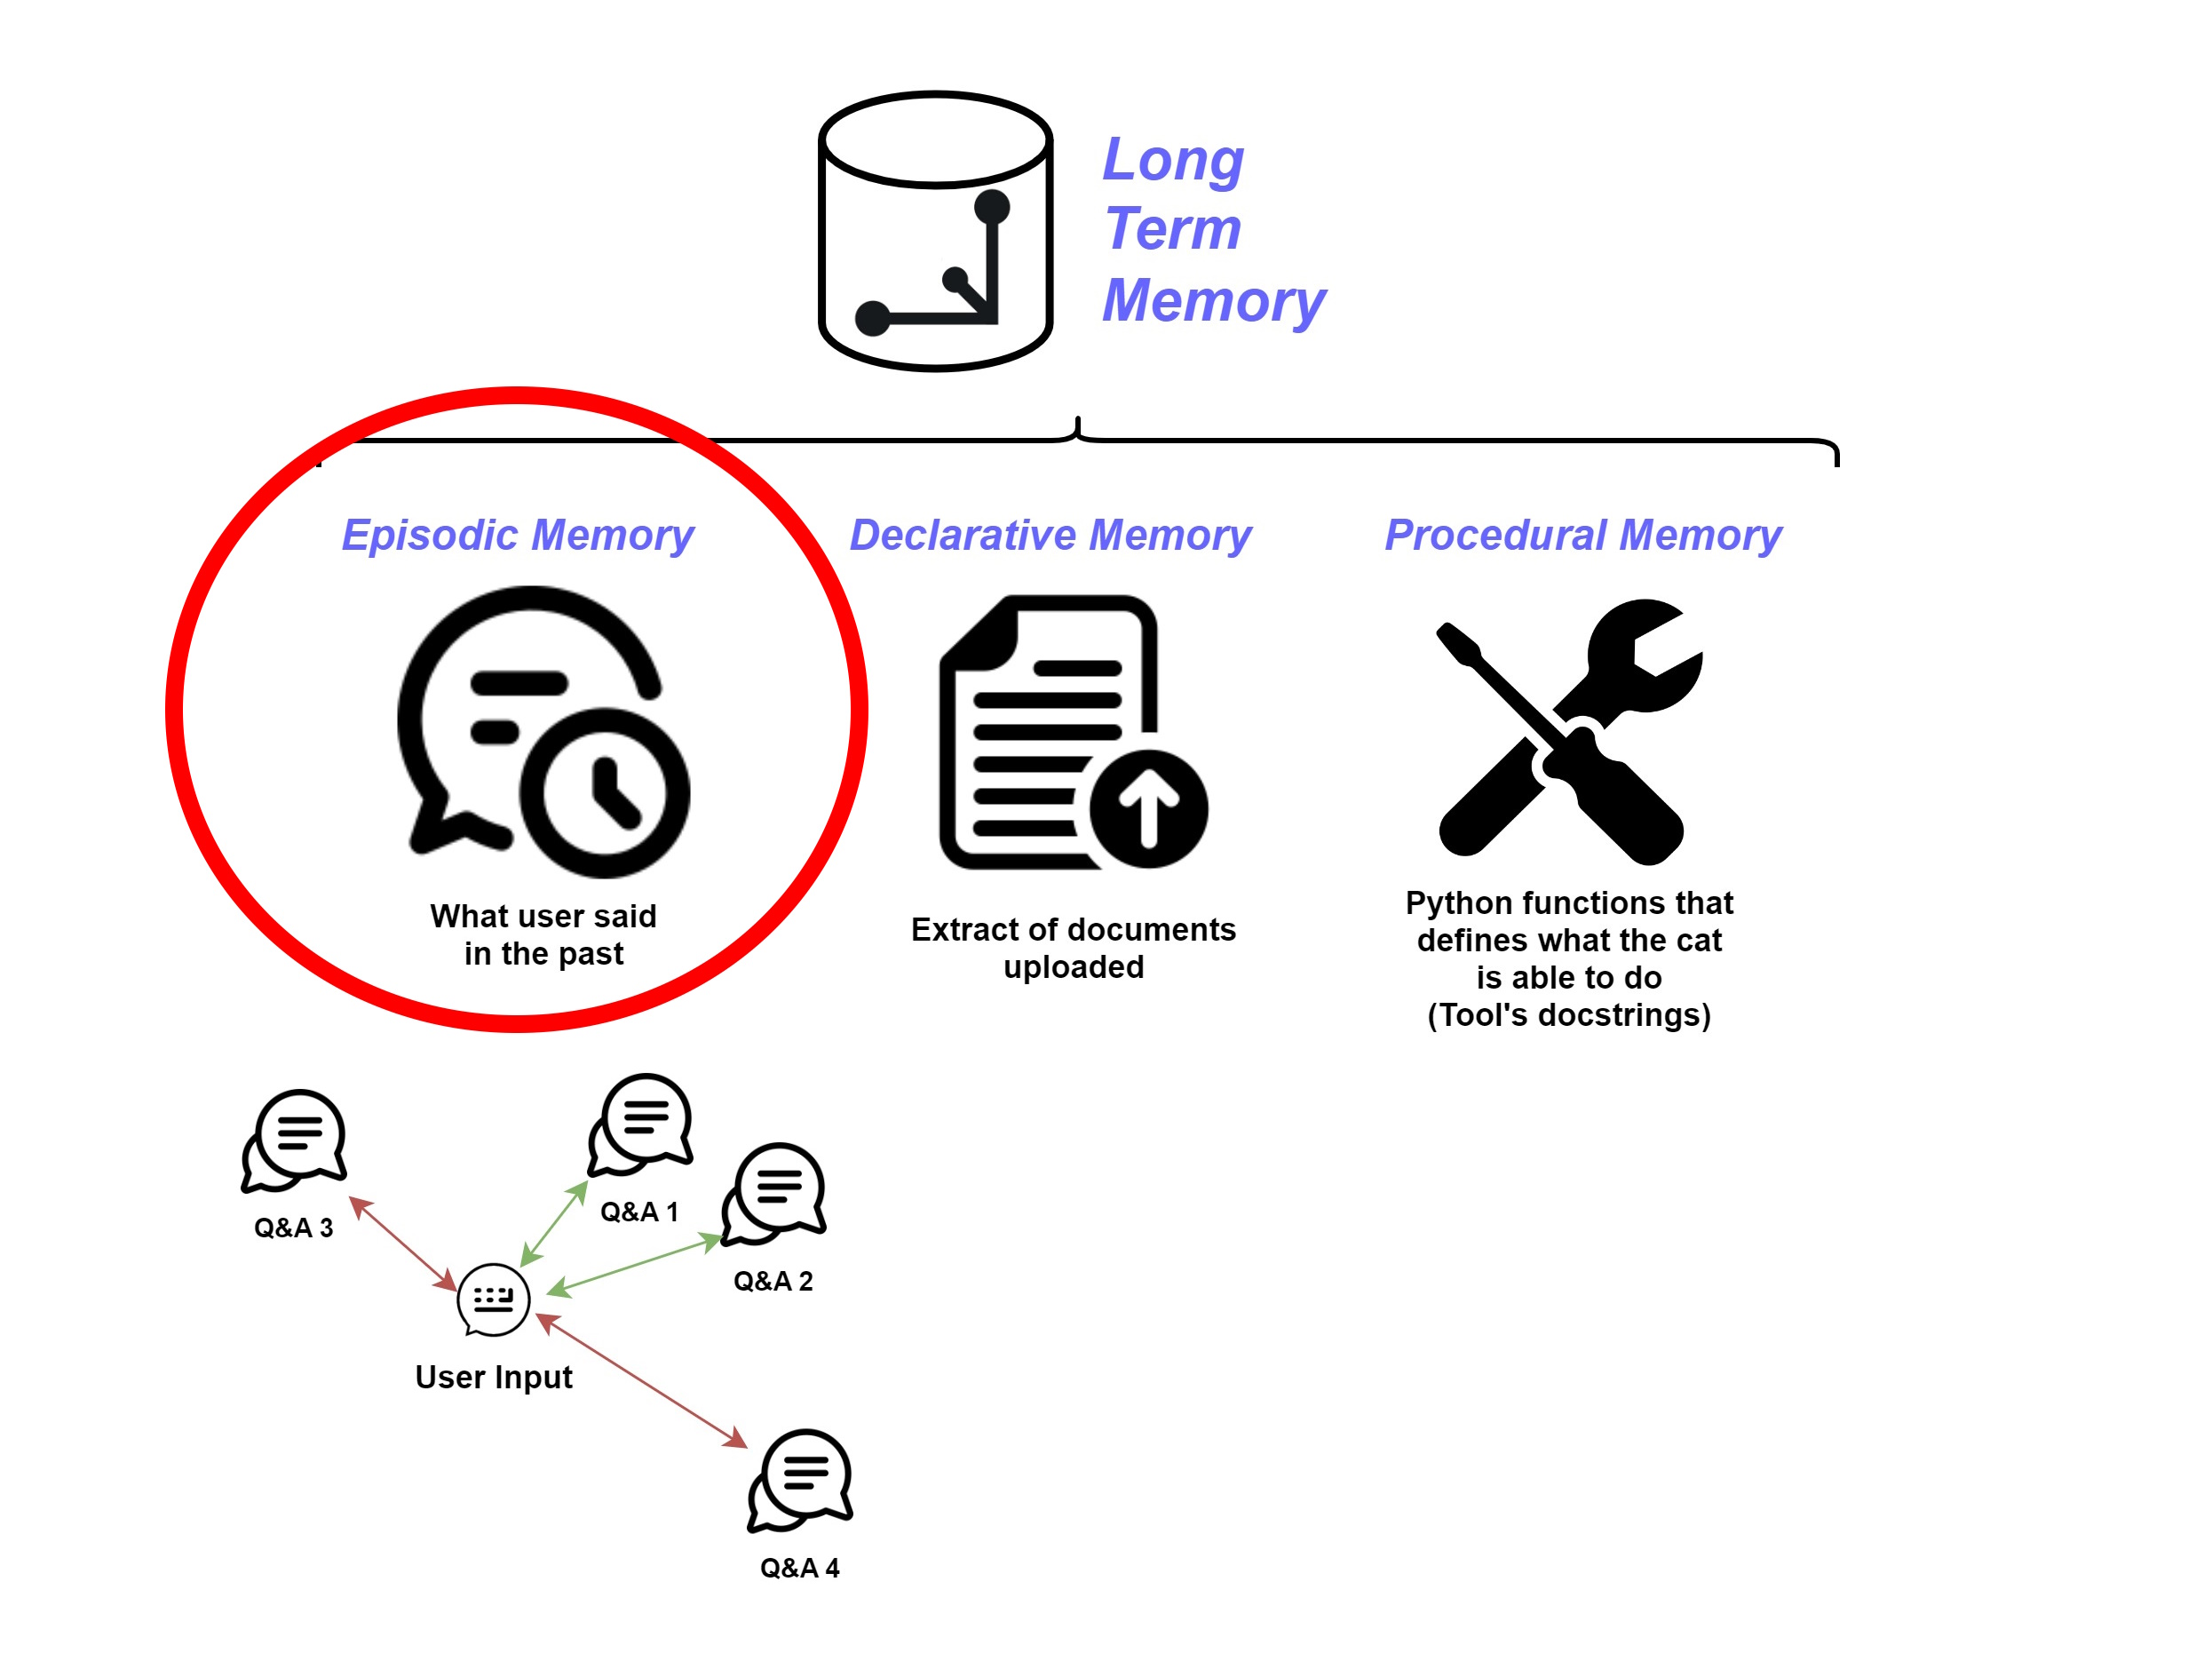 Long
Term
Memory
Episodic Memory
Declarative Memory
Procedural Memory
What user said
in the past
Extract of documents
uploaded
Python functions that
defines what the cat
is able to do
(Tool's docstrings)
Q&A 3
Q&A 1
Q&A 2
User Input
Q&A 4